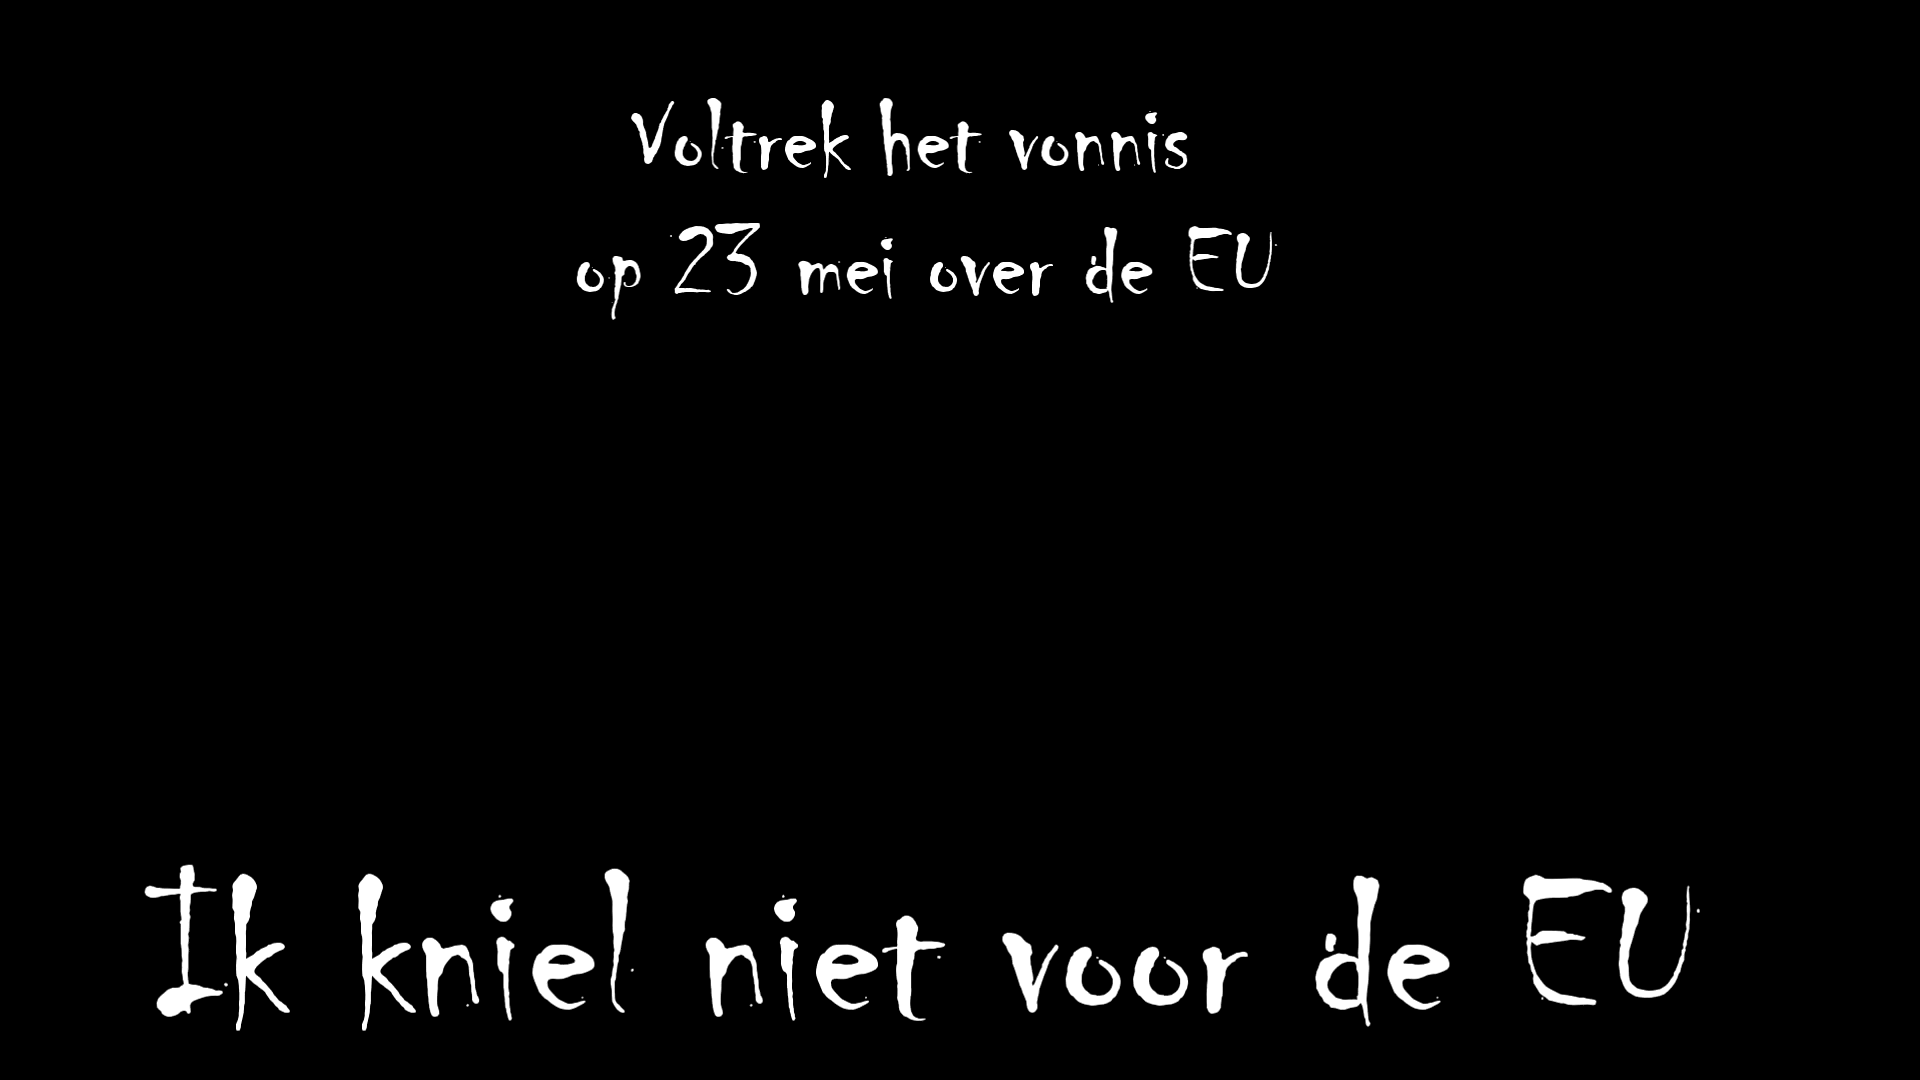 Voltrek het vonnis
op 23 mei over de EU
Ik kniel niet voor de EU